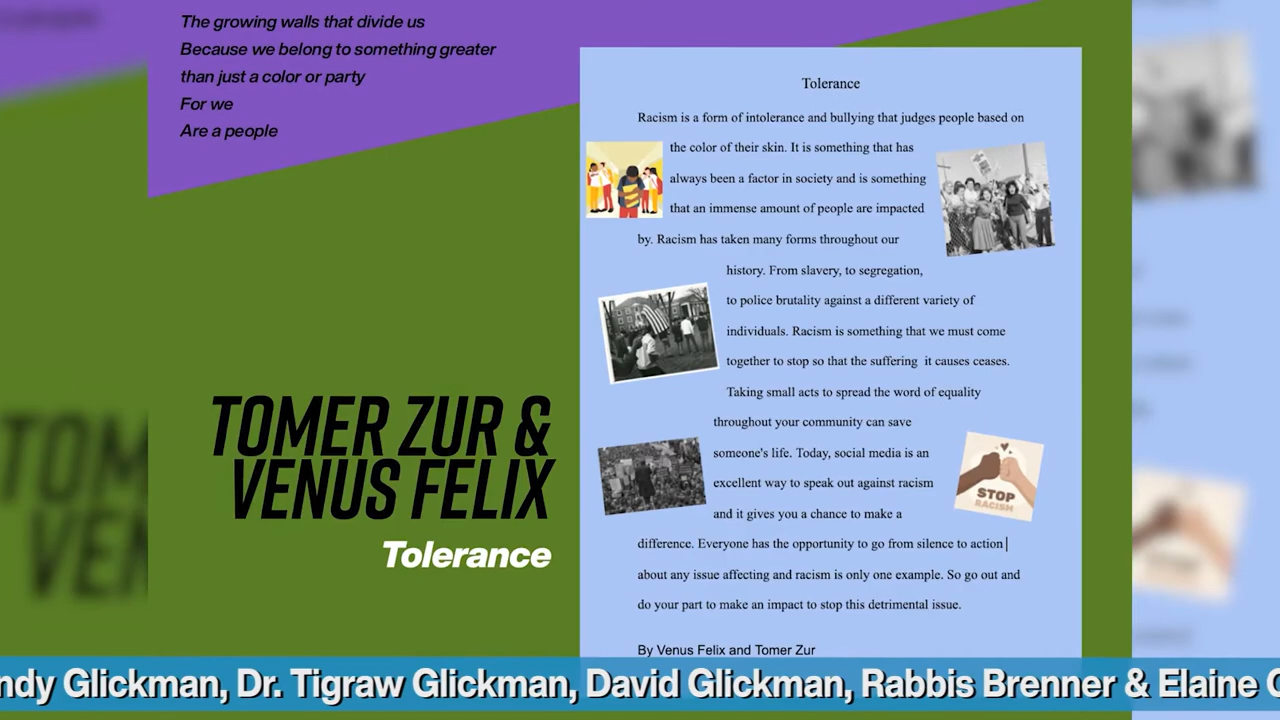 The growing walls that divide us
Because we belong to something greater
than just a color or party
For we
Are a people
TOMER ZUR &
VENUS FELIX
Tolerance
Tolerance
Racism is a form of intolerance and bullying that judges people based on
the color of their skin. It is something that has
always been a factor in society and is something
that an immense amount of people are impacted
by. Racism has taken many forms throughout our
history. From slavery, to segregation,
to police brutality against a different variety of
individuals. Racism is something that we must come
together to stop so that the suffering it causes ceases.
Taking small acts to spread the word of equality
throughout your community can save
someone's life. Today, social media is an
excellent way to speak out against racism
and it gives you a chance to make a
difference. Everyone has the opportunity to go from silence to action
about any issue affecting and racism is only one example. So go out and
do your part to make an impact to stop this detrimental issue.
STOP
RACISM
By Venus Felix and Tomer Zur
ndy Glickman, Dr. Tigraw Glickman, David Glickman, Rabbis Brenner & Elaine